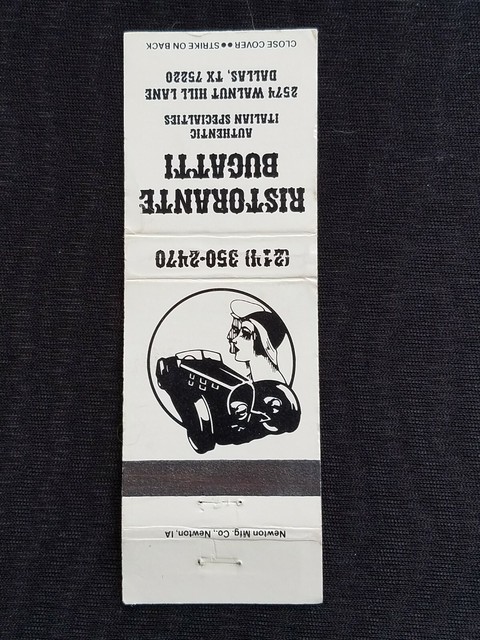 CLOSE COVER●●STRIKE ON BACK
RISTORANTE
BUGATTI
AUTHENTIC
ITALIAN SPECIALTIES
2574 WALNUT HILL LANE
DALLAS, TX 75220
(214) 350-2470
Newton Mfg. Co., Newton, IA